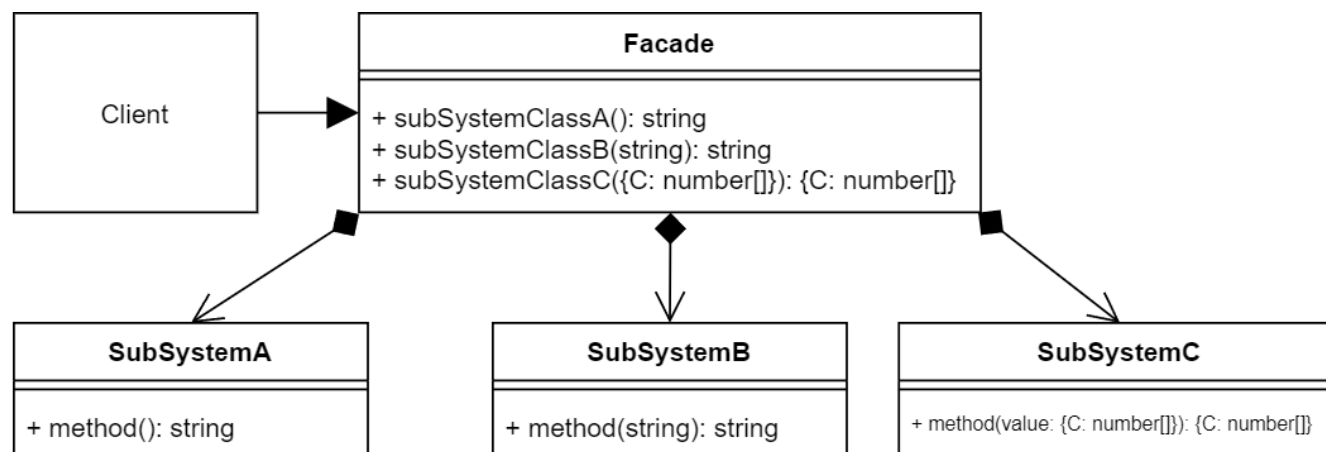 Client
Facade
+ subSystemClassA(): string
+ subSystemClassB(string): string
+ subSystemClassC({C: number[]}): {C: number[]}
SubSystemA
+ method(): string
SubSystemB
+ method(string): string
SubSystemC
+ method(value: {C: number[]}): {C: number[]}